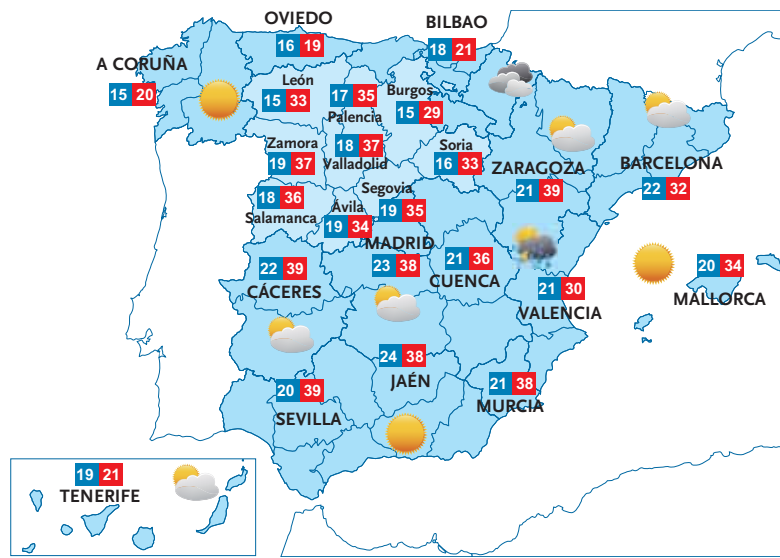 OVIEDO
16 19
BILBAO
18 21
A CORUÑA
15 20
León
15 33
17 35
Palencia
Burgos
15 29
Zamora
19 37
18 37
Valladolid
Soria
16 33
ZARAGOZA
21 39
BARCELONA
22 32
18 36
Salamanca
Ávila
19 34
Segovia
19 35
MADRID
23 38
21 36
CUENCA
22 39
CÁCERES
21 30
VALENCIA
20 34
MALLORCA
24 38
JAÉN
20 39
SEVILLA
21 38
MURCIA
19 21
TENERIFE